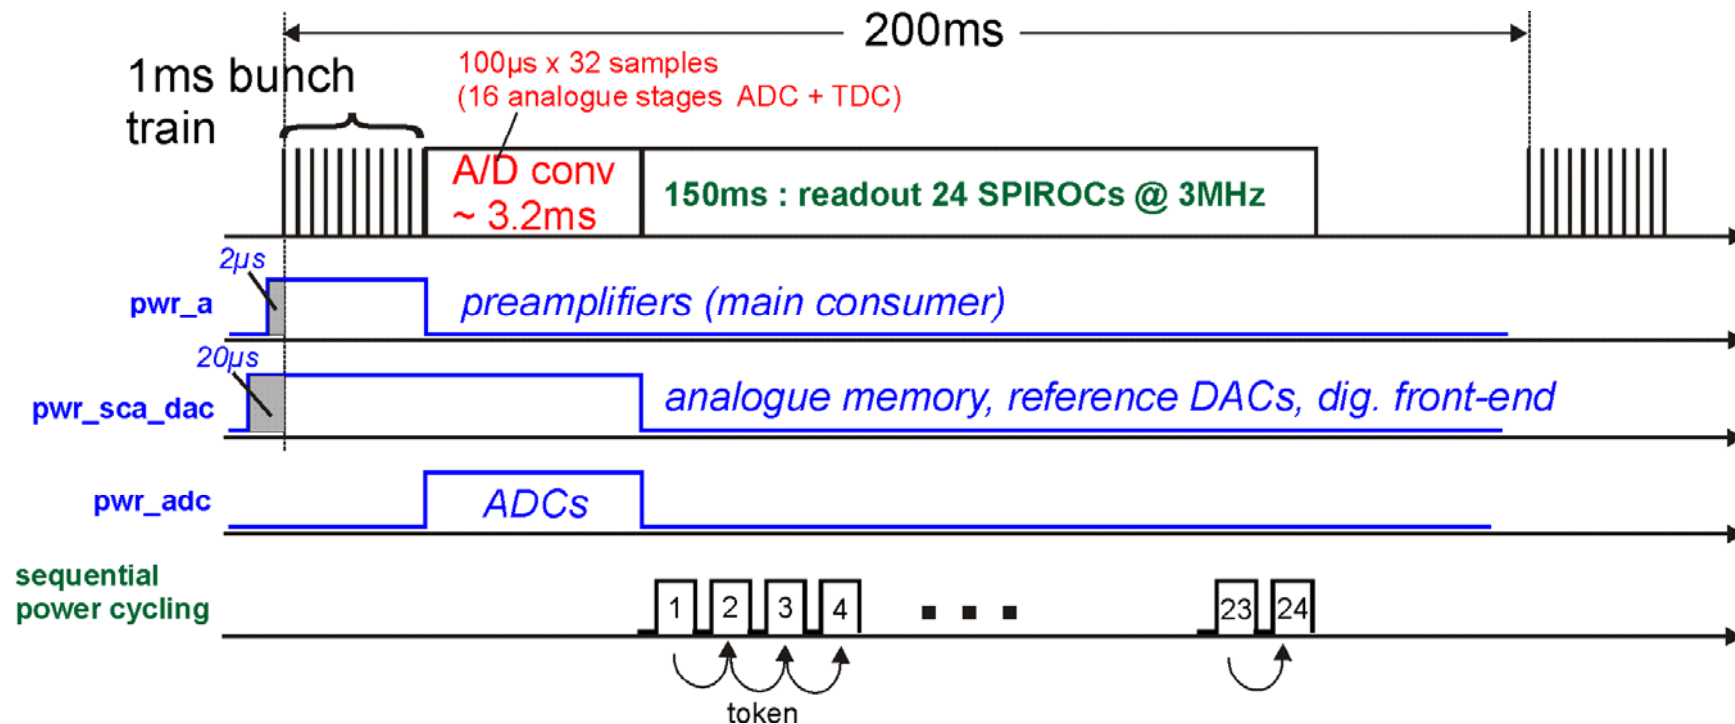 200ms
1ms bunch
train
100µs x 32 samples
(16 analogue stages ADC + TDC)
A/D conv
~ 3.2ms
150ms : readout 24 SPIROCs @ 3MHz
2µs
pwr_a
preamplifiers (main consumer)
20µs
pwr_sca_dac
analogue memory, reference DACs, dig. front-end
pwr_adc
ADCs
sequential
power cycling
1 2 3 4 23 24
token